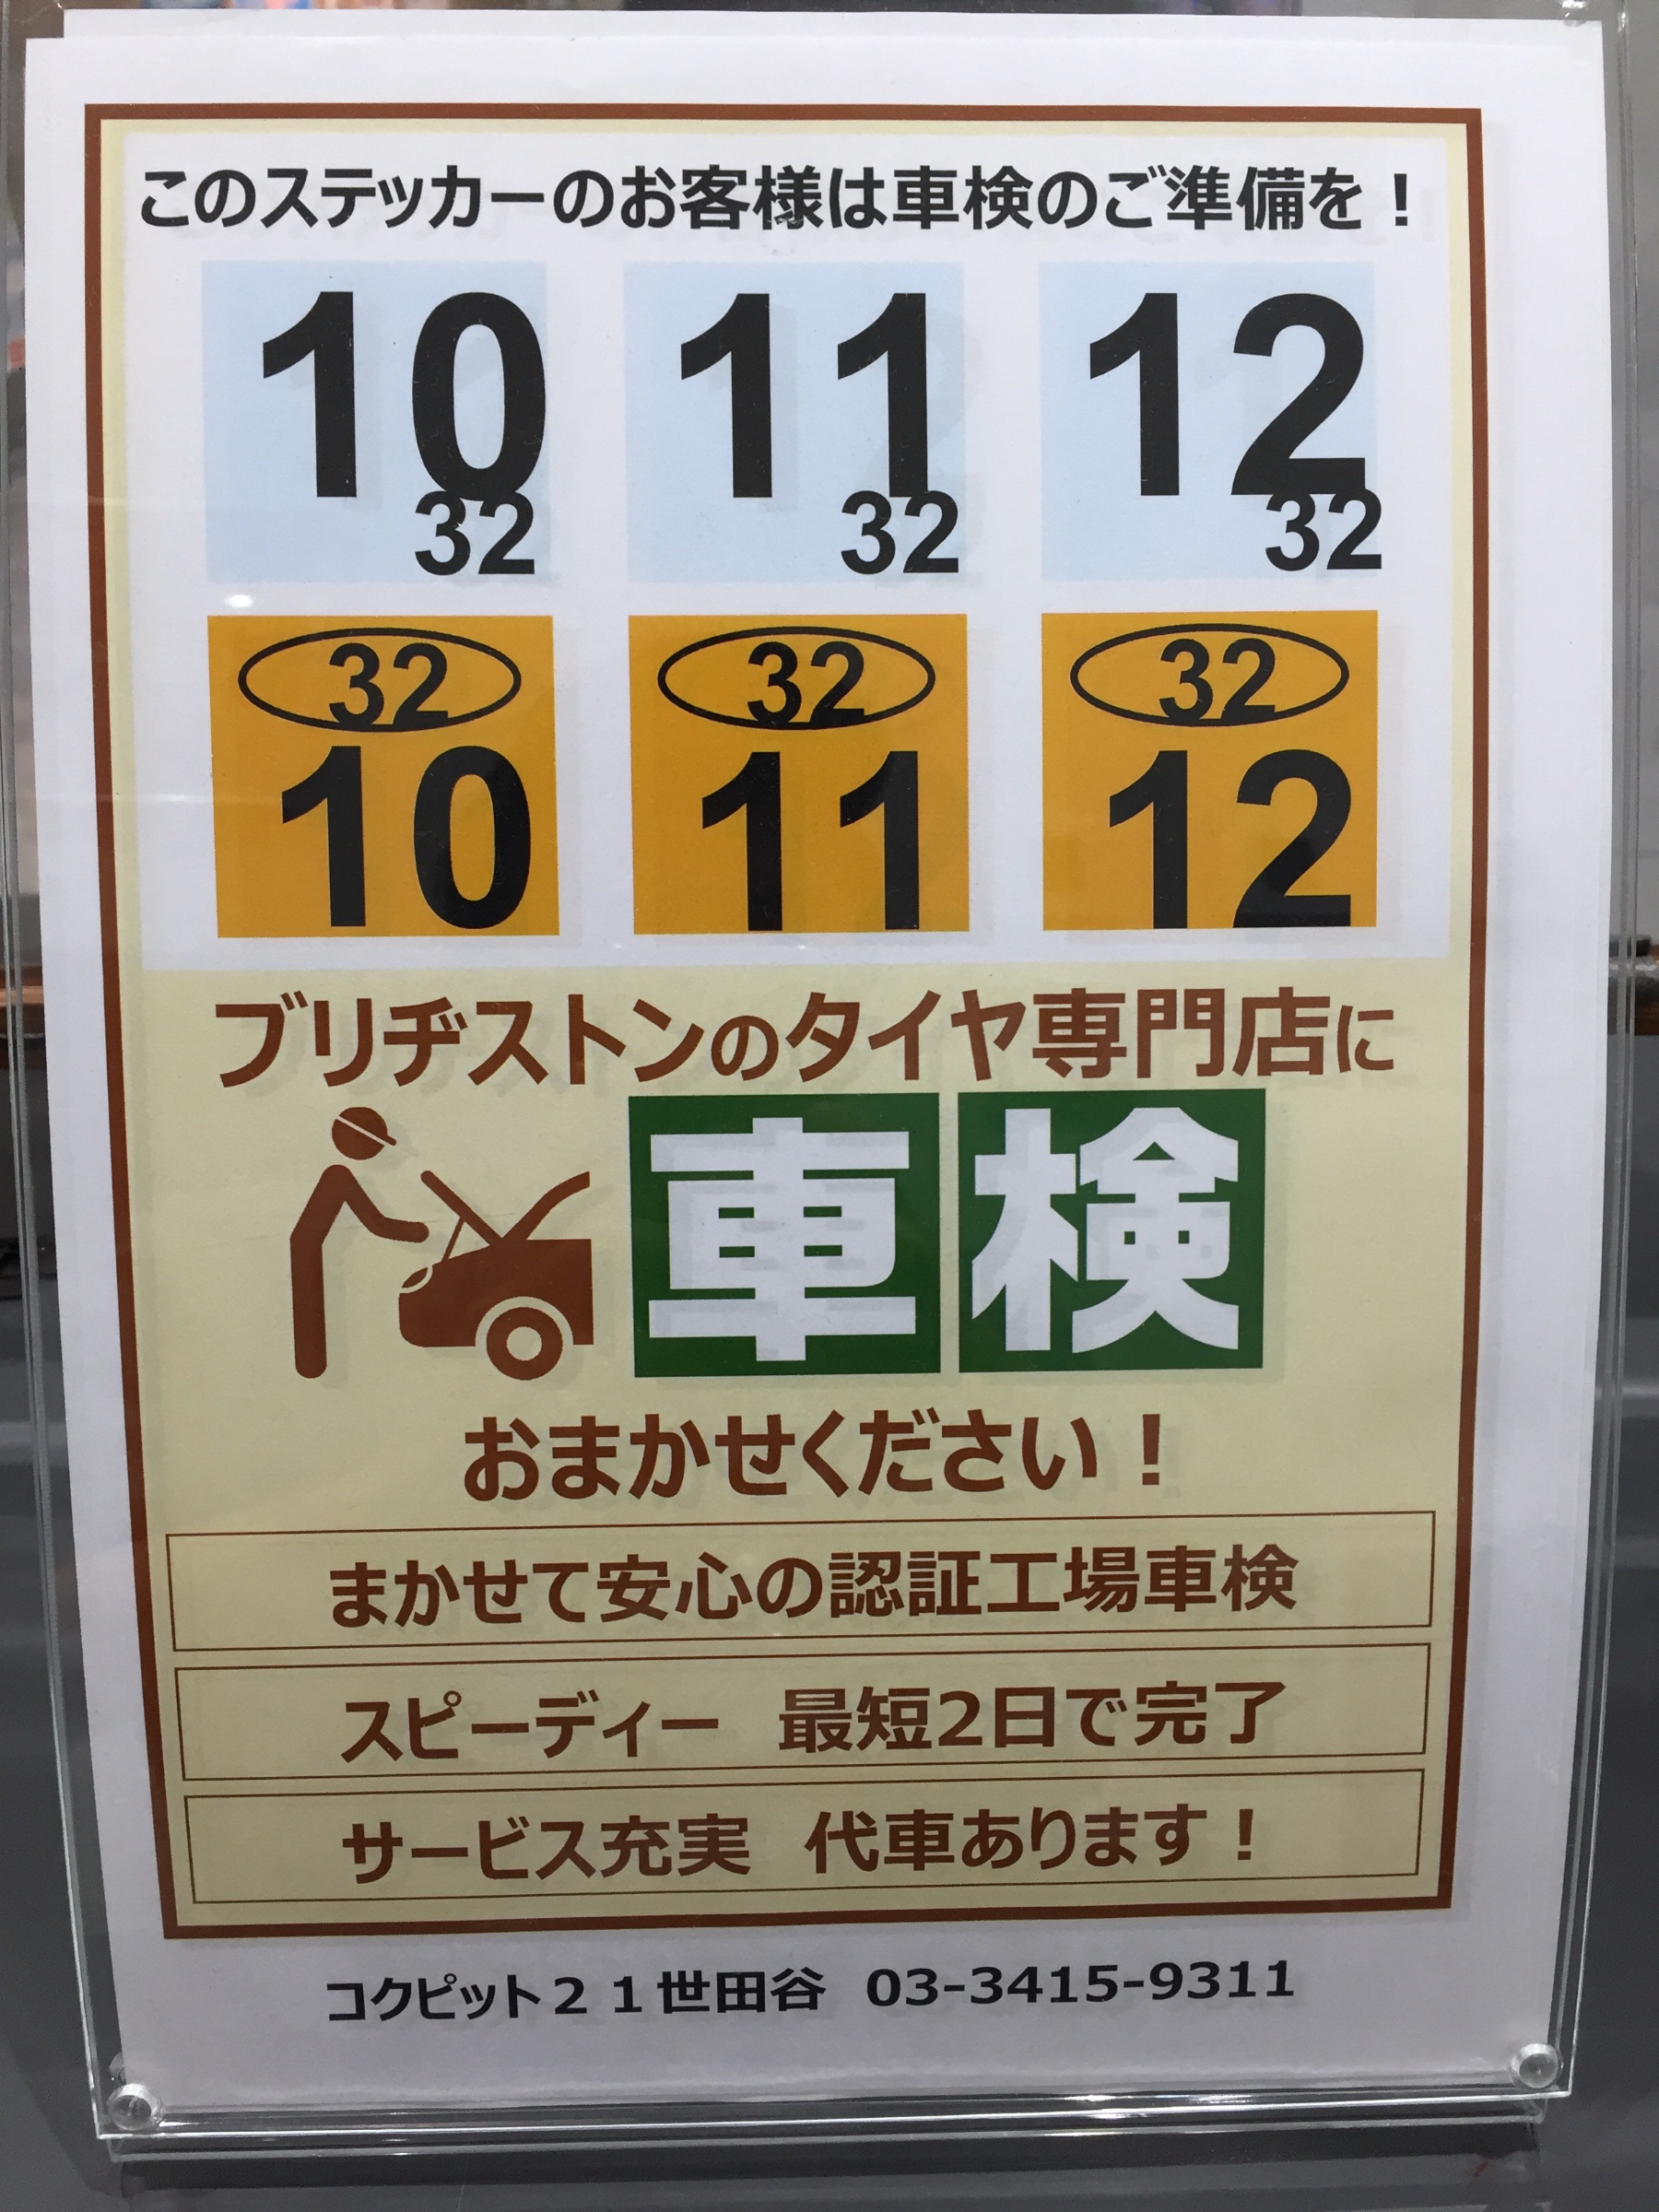 このステッカーのお客様は車検のご準備を！
10 11 12
32 32 32
32 32 32
10 11 12
ブリヂストンのタイヤ専門店に
車検
おまかせください！
まかせて安心の認証工場車検
スピーディー 最短2日で完了
サービス充実 代車あります！
コクピット２１世田谷 03-3415-9311